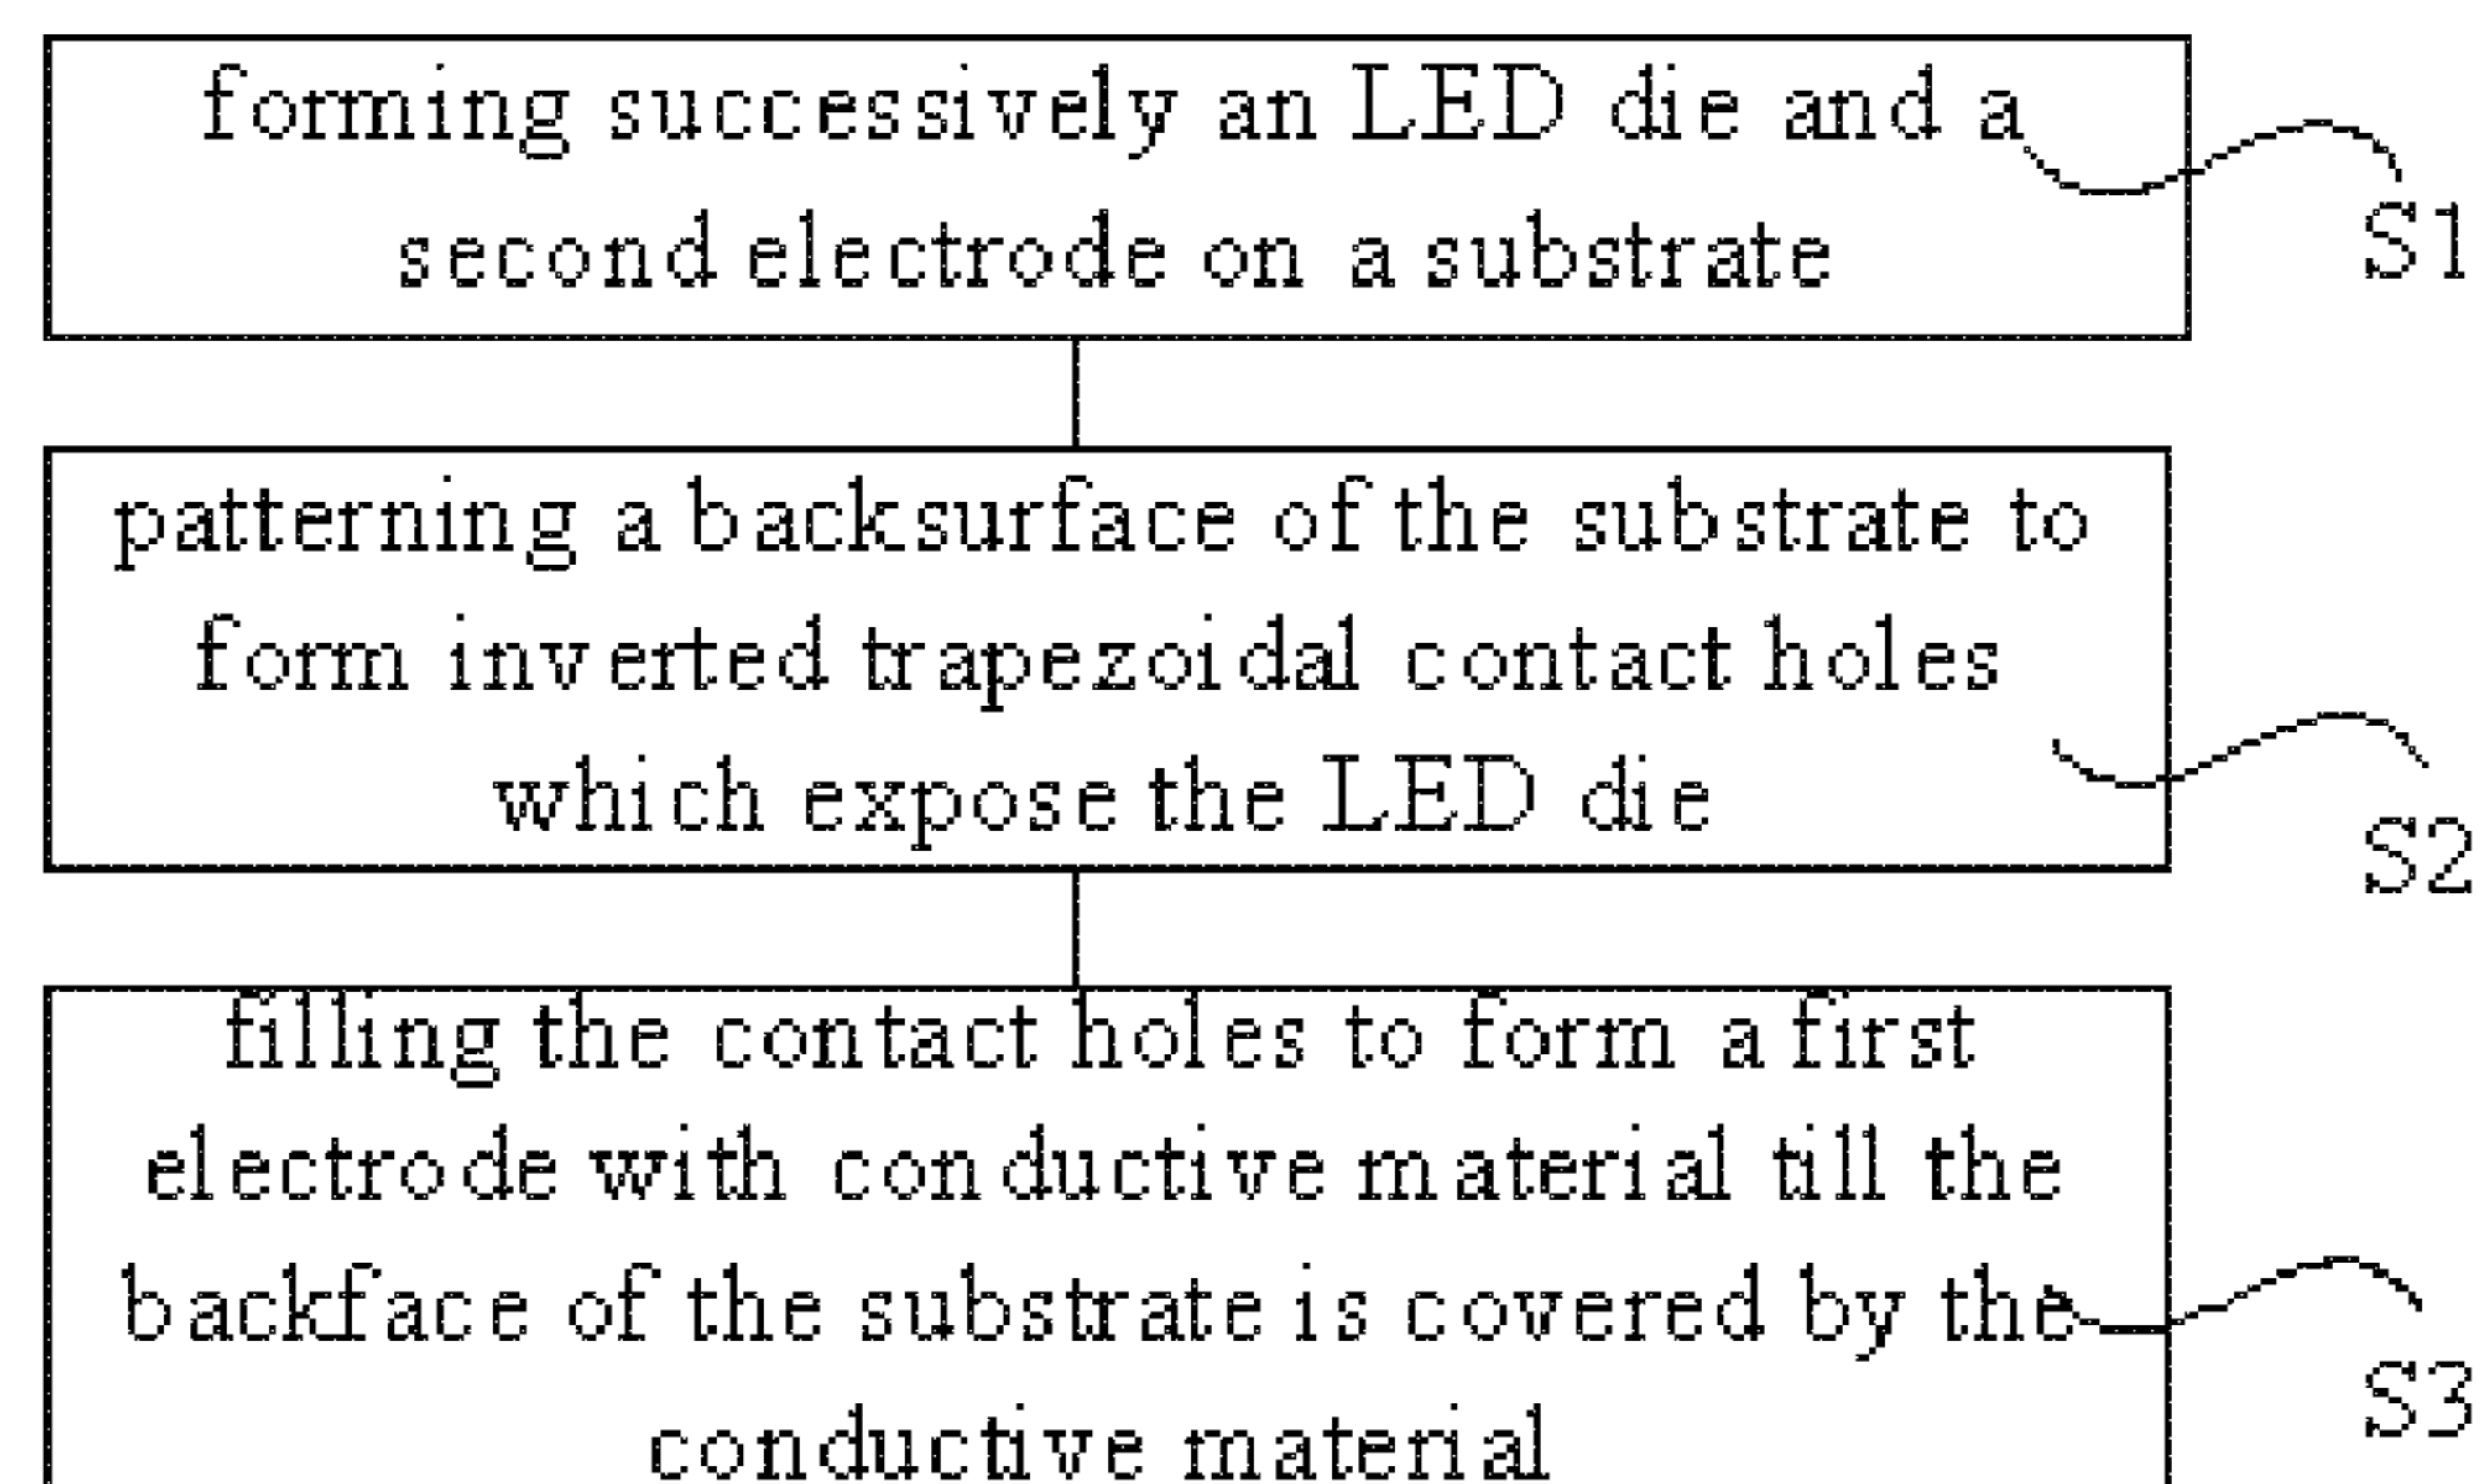 forming successively an LED die and a
second electrode on a substrate
S1
patterning a back surface of the substrate to
form inverted trapezoidal contact holes
which expose the LED die
S2
filling the contact holes to form a first
electrode with conductive material till the
backface of the substrate is covered by the
conductive material
S3